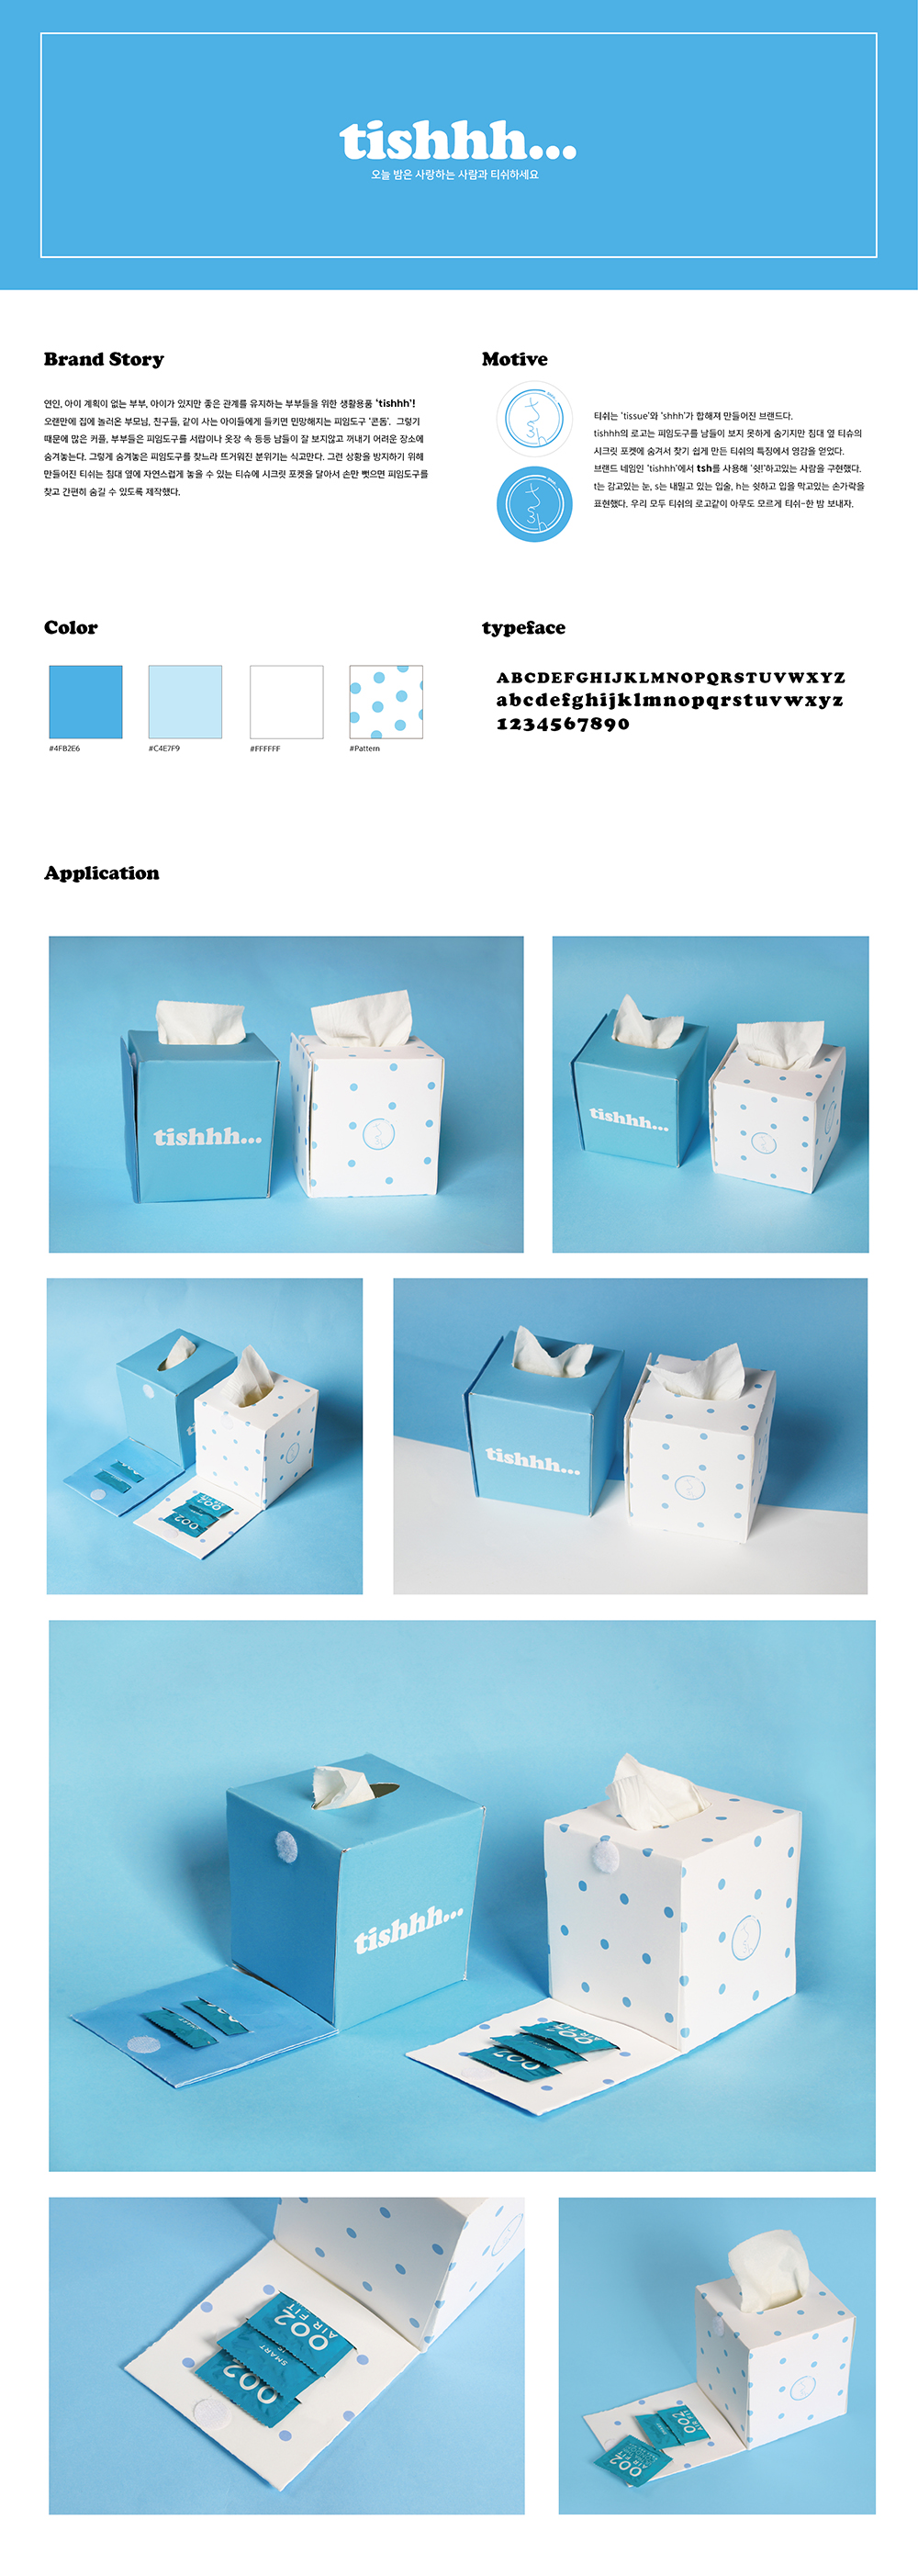 tishhh...
오늘 밤은 사랑하는 사람과 티쉬하세요
Brand Story
연인, 아이 계획이 없는 부부, 아이가 있지만 좋은 관계를 유지하는 부부들을 위한 생활용품 'tishhh'!
오랜만에 집에 놀러온 부모님, 친구들, 같이 사는 아이들에게 들키면 민망해지는 피임도구 '콘돔'. 그렇기
때문에 많은 커플, 부부들은 피임도구를 서랍이나 옷장 속 등등 남들이 잘 보지않고 꺼내기 어려운 장소에
숨겨놓는다. 그렇게 숨겨놓은 피임도구를 찾느라 뜨거워진 분위기는 식고만다. 그런 상황을 방지하기 위해
만들어진 티쉬는 침대 옆에 자연스럽게 놓을 수 있는 티슈에 시크릿 포켓을 달아서 손만 뻣으면 피임도구를
찾고 간편히 숨길 수 있도록 제작했다.
Motive
티쉬는 'tissue'와 'shhh'가 합해져 만들어진 브랜드다.
tishhh의 로고는 피임도구를 남들이 보지 못하게 숨기지만 침대 옆 티슈의
시크릿 포켓에 숨겨서 찾기 쉽게 만든 티쉬의 특징에서 영감을 얻었다.
브랜드 네임인 'tishhh'에서 tsh를 사용해 '쉿!'하고있는 사람을 구현했다.
t는 감고있는 눈, s는 내밀고 있는 입술, h는 쉿하고 입을 막고있는 손가락을
표현했다. 우리 모두 티쉬의 로고같이 아무도 모르게 티쉬-한 밤 보내자.
Color
#4FB2E6
#C4E7F9
#FFFFFF
#Pattern
typeface
ABCDEFGHIJKLMNOPQRSTUVWXYZ
abcdefghijklmnopqrstuvwxyz
1234567890
Application
tishhh...
tishhh...
002
tishhh...
tishhh...
002
002
AIR FIT
SMART
002
002
AIR FIT
002
AIR FIT